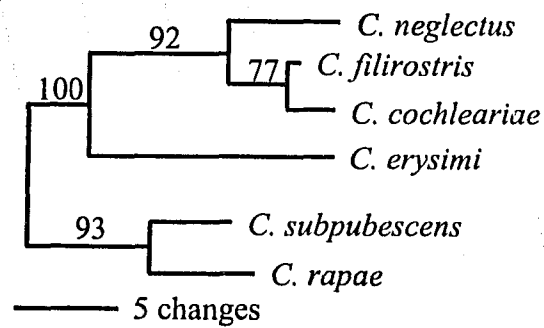 C. neglectus
92
C. filirostris
77
100
C. cochleariae
C. erysimi
C. subpubescens
93
C. rapae
5 changes